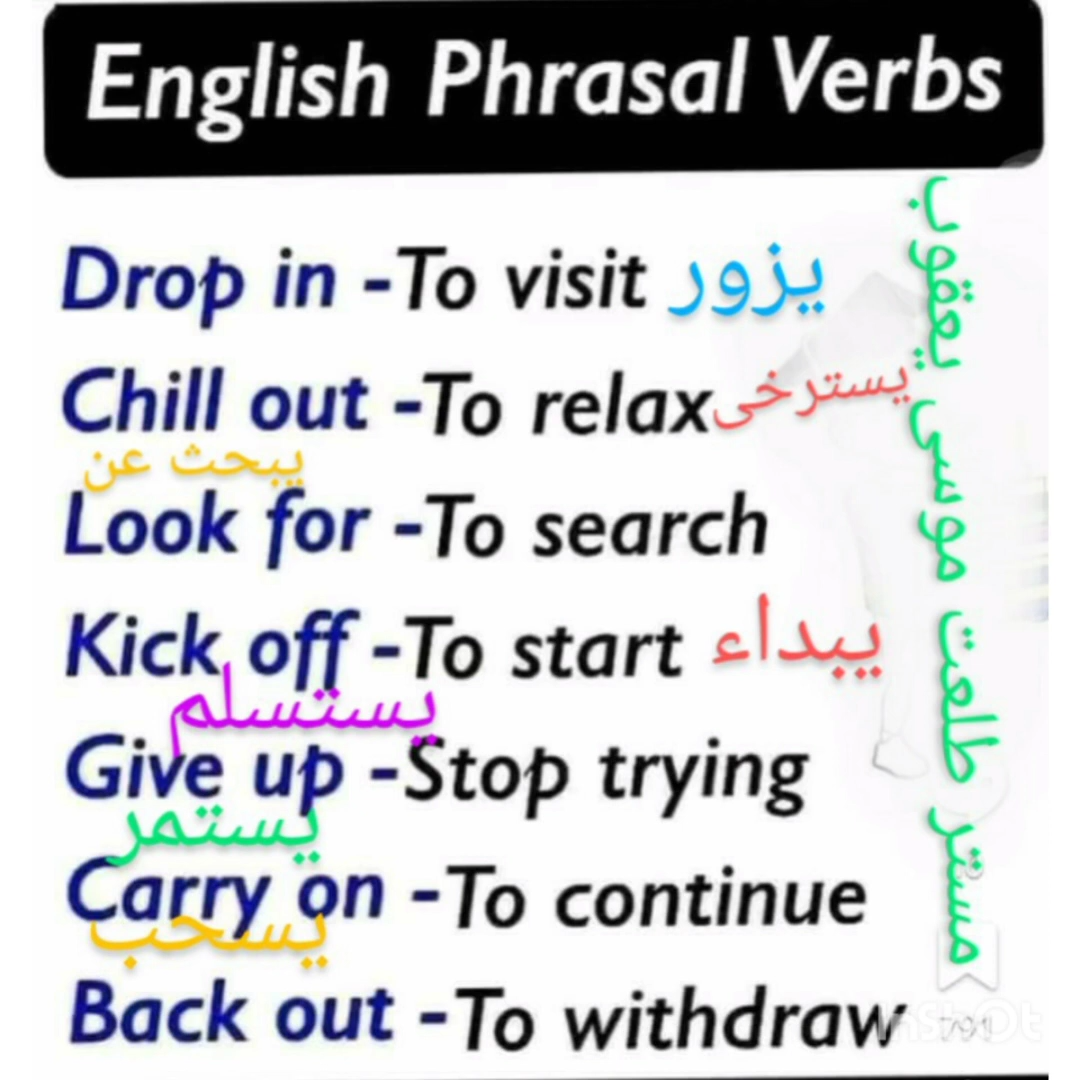 English Phrasal Verbs
Drop in -To visit يزور
Chill out -To relax يسترخى
يبحث عن
Look for -To search
Kick off -To start يبداء
يستسلم
Give up -Stop trying
يستمر
Carry on -To continue
يسحب
Back out -To withdraw
مستر طلعت موسى يعقوب